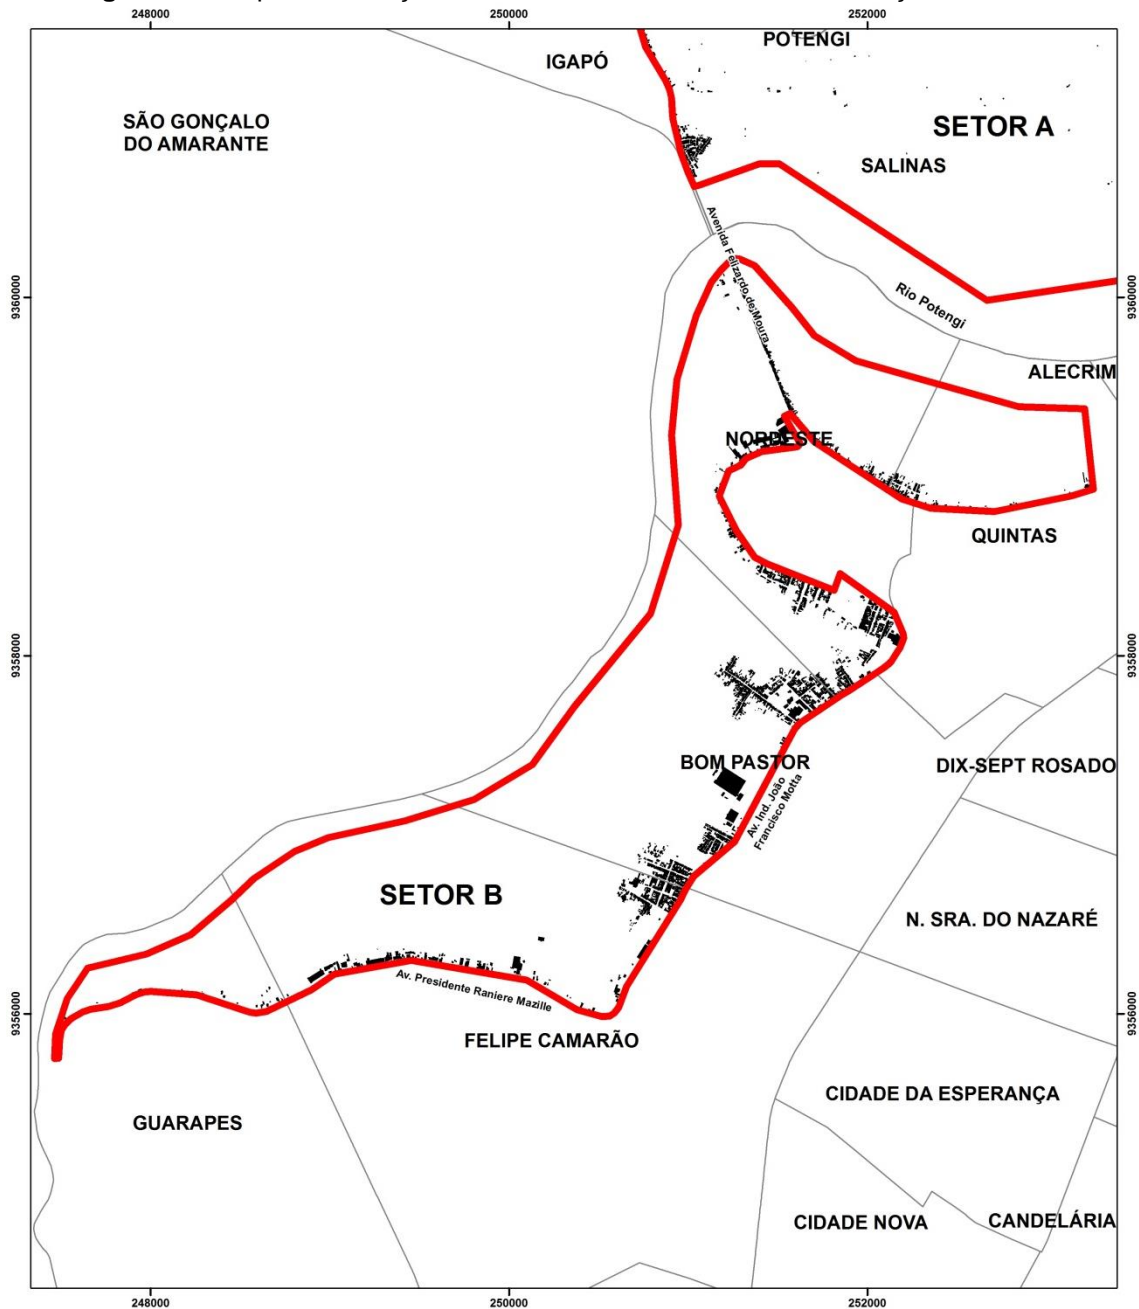 248000
250000
252000
POTENGI
IGAPÓ
SÃO GONÇALO
DO AMARANTE
SETOR A
SALINAS
Avenida Felizardo de Moura
Rio Potengi
9360000
9360000
ALECRIM
NORDESTE
QUINTAS
9358000
9358000
BOM PASTOR
DIX-SEPT ROSADO
Av. Ind. João
Francisco Motta
SETOR B
N. SRA. DO NAZARÉ
Av. Presidente Raniere Mazille
9356000
9356000
FELIPE CAMARÃO
CIDADE DA ESPERANÇA
GUARAPES
CIDADE NOVA
CANDELÁRIA
248000
250000
252000